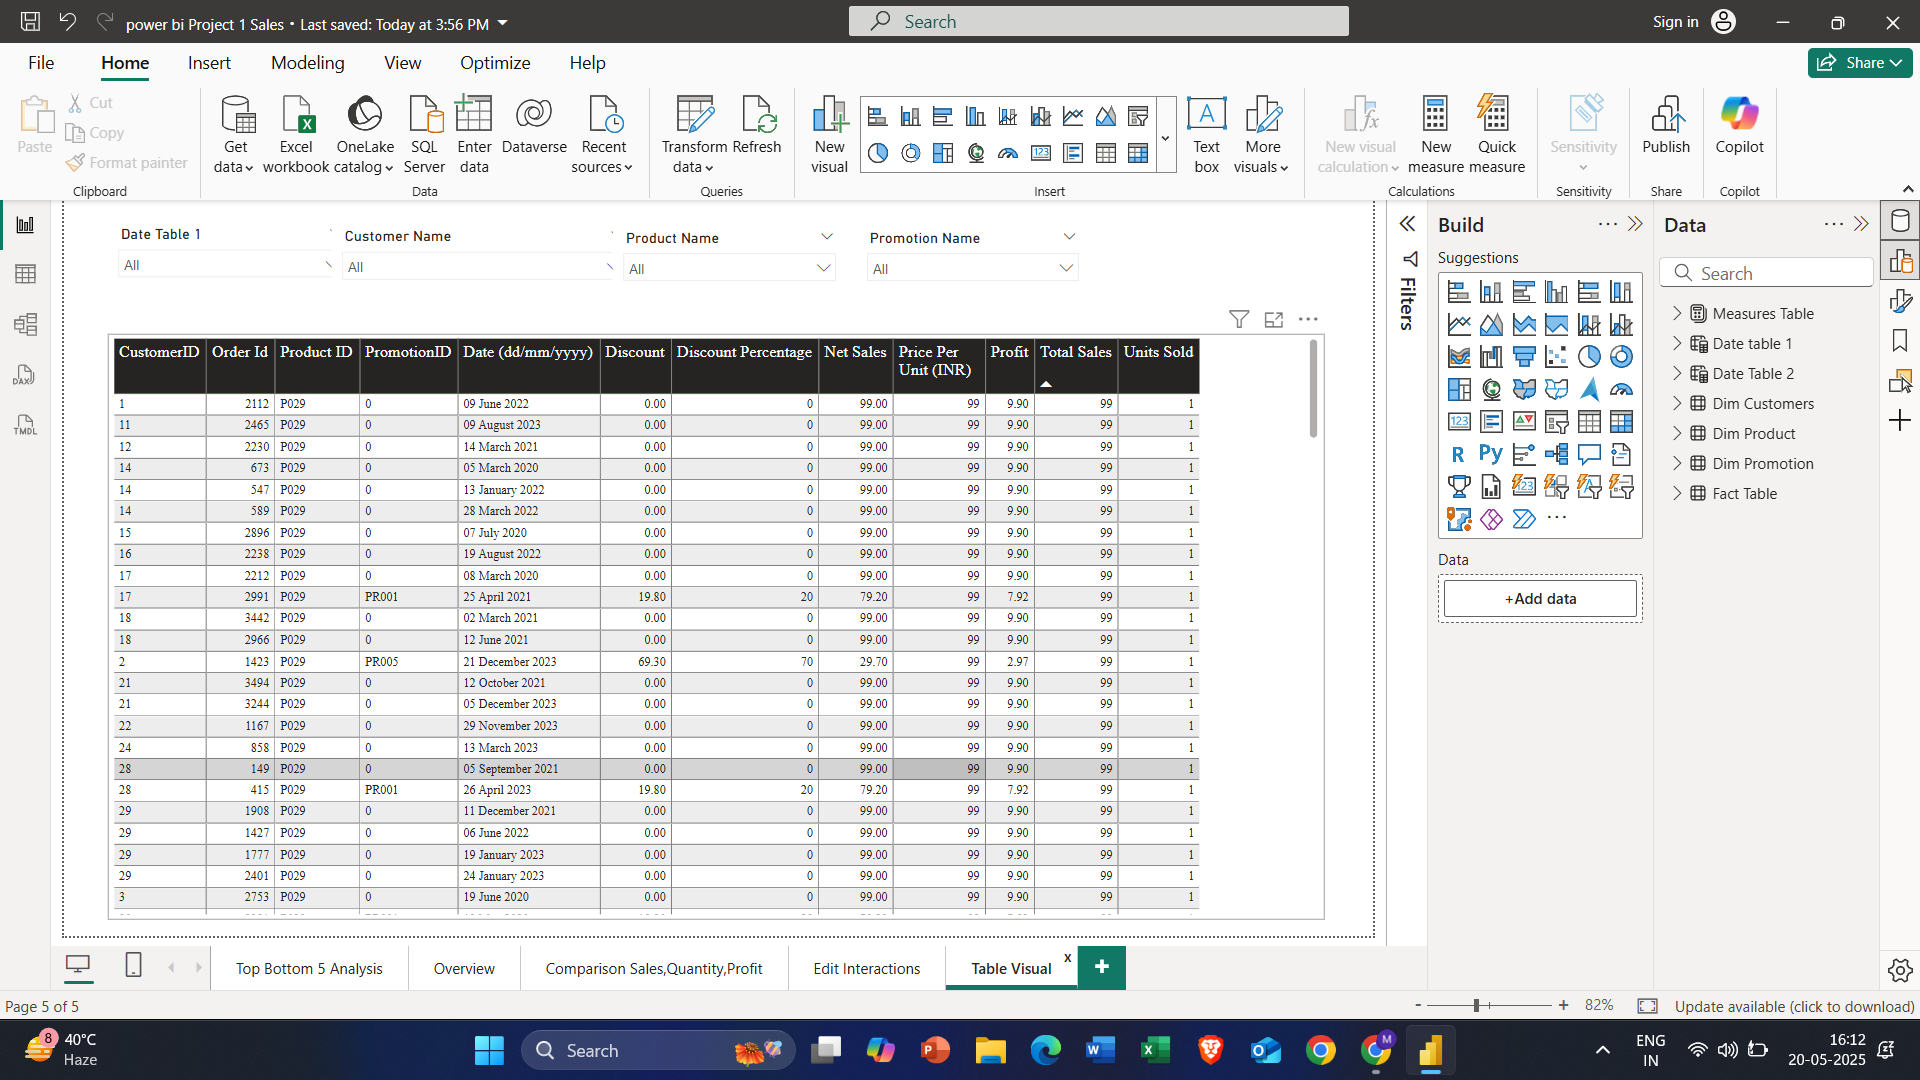 power bi Project 1 Sales • Last saved: Today at 3:56 PM
Search
Sign in
File Home Insert Modeling View Optimize Help
Share
Paste
Cut
Copy
Format painter
Clipboard
Get data
Excel workbook
OneLake catalog
SQL Server
Enter data
Dataverse
Recent sources
Data
Transform data
Refresh
Queries
New visual
Text box
More visuals
Insert
New visual calculation
New measure
Quick measure
Calculations
Sensitivity
Sensitivity
Publish
Share
Copilot
Copilot
Date Table 1
All
Customer Name
All
Product Name
All
Promotion Name
All
CustomerID Order Id Product ID PromotionID Date (dd/mm/yyyy) Discount Discount Percentage Net Sales Price Per Unit (INR) Profit Total Sales Units Sold
1 2112 P029 0 09 June 2022 0.00 0 99.00 99 9.90 99 1
11 2465 P029 0 09 August 2023 0.00 0 99.00 99 9.90 99 1
12 2230 P029 0 14 March 2021 0.00 0 99.00 99 9.90 99 1
14 673 P029 0 05 March 2020 0.00 0 99.00 99 9.90 99 1
14 547 P029 0 13 January 2022 0.00 0 99.00 99 9.90 99 1
14 589 P029 0 28 March 2022 0.00 0 99.00 99 9.90 99 1
15 2896 P029 0 07 July 2020 0.00 0 99.00 99 9.90 99 1
16 2238 P029 0 19 August 2022 0.00 0 99.00 99 9.90 99 1
17 2212 P029 0 08 March 2020 0.00 0 99.00 99 9.90 99 1
17 2991 P029 PR001 25 April 2021 19.80 20 79.20 99 7.92 99 1
18 3442 P029 0 02 March 2021 0.00 0 99.00 99 9.90 99 1
18 2966 P029 0 12 June 2021 0.00 0 99.00 99 9.90 99 1
2 1423 P029 PR005 21 December 2023 69.30 70 29.70 99 2.97 99 1
21 3494 P029 0 12 October 2021 0.00 0 99.00 99 9.90 99 1
21 3244 P029 0 05 December 2023 0.00 0 99.00 99 9.90 99 1
22 1167 P029 0 29 November 2023 0.00 0 99.00 99 9.90 99 1
24 858 P029 0 13 March 2023 0.00 0 99.00 99 9.90 99 1
28 149 P029 0 05 September 2021 0.00 0 99.00 99 9.90 99 1
28 415 P029 PR001 26 April 2023 19.80 20 79.20 99 7.92 99 1
29 1908 P029 0 11 December 2021 0.00 0 99.00 99 9.90 99 1
29 1427 P029 0 06 June 2022 0.00 0 99.00 99 9.90 99 1
29 1777 P029 0 19 January 2023 0.00 0 99.00 99 9.90 99 1
29 2401 P029 0 24 January 2023 0.00 0 99.00 99 9.90 99 1
3 2753 P029 0 19 June 2020 0.00 0 99.00 99 9.90 99 1
Filters
Build
Suggestions
Data
+Add data
Data
Search
Measures Table
Date table 1
Date Table 2
Dim Customers
Dim Product
Dim Promotion
Fact Table
DAX
TMDL
Top Bottom 5 Analysis
Overview
Comparison Sales,Quantity,Profit
Edit Interactions
Table Visual
x
+
Page 5 of 5
- + 82%
Update available (click to download)
8
40°C
Haze
Search
ENG
IN
16:12
20-05-2025